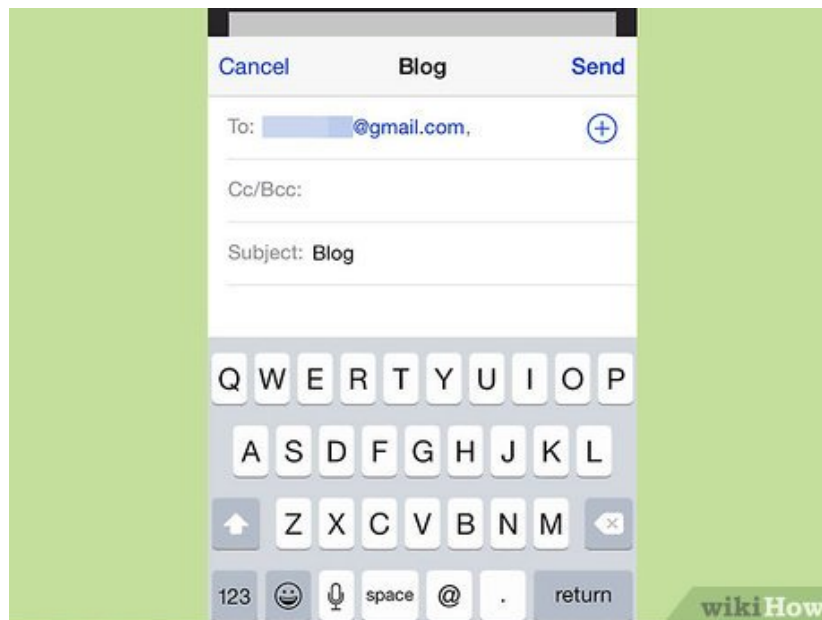 Cancel Blog Send
To: @gmail.com,
Cc/Bcc:
Subject: Blog
Q W E R T Y U I O P
A S D F G H J K L
Z X C V B N M
123 space @ . return
wikiHow